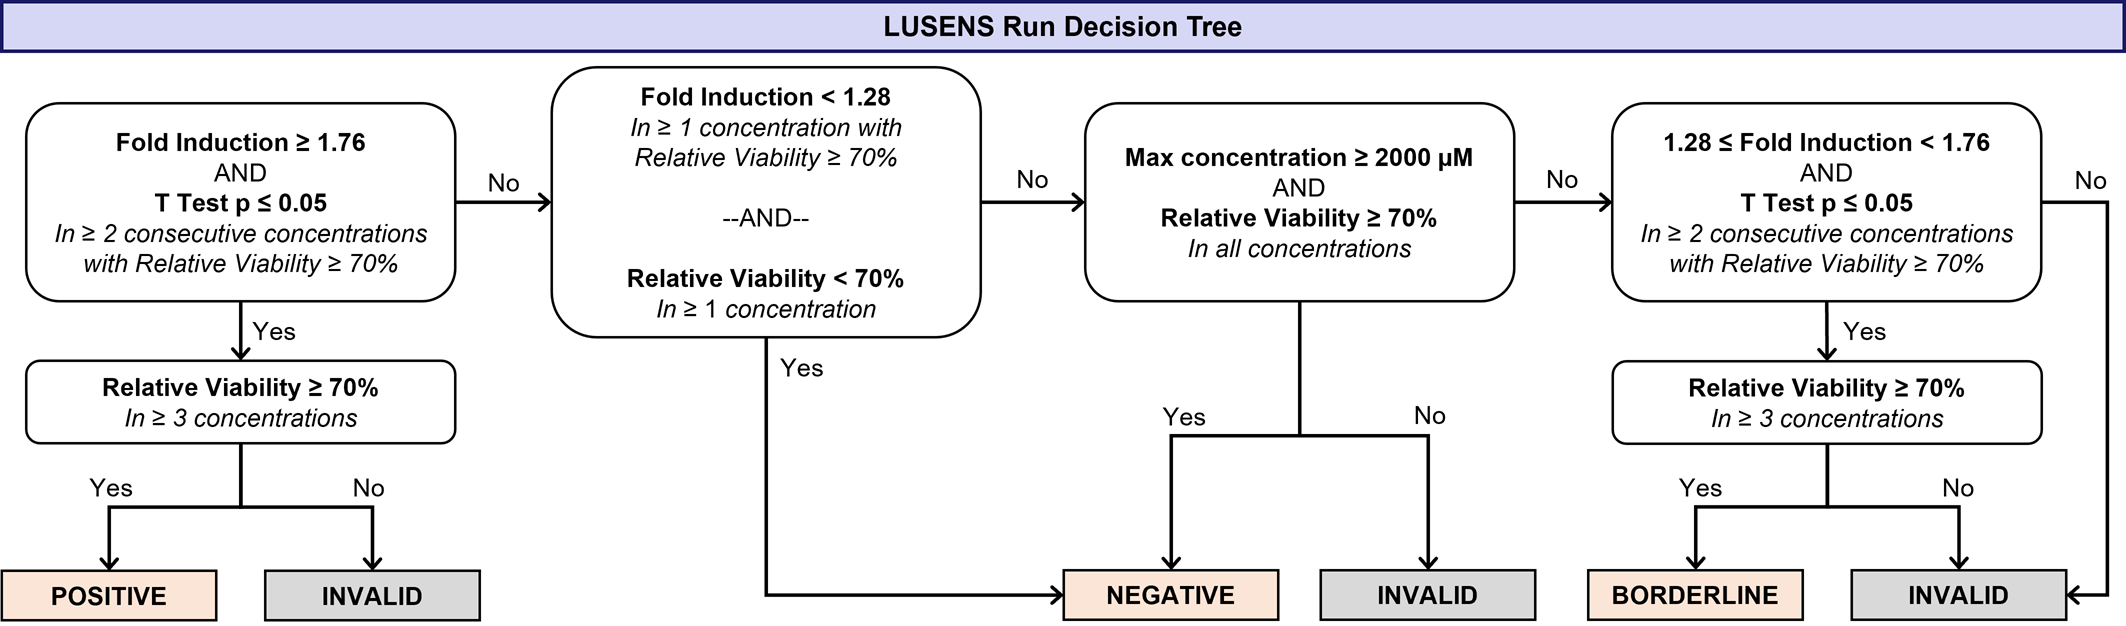 LUSENS Run Decision Tree
Fold Induction ≥ 1.76
AND
T Test p ≤ 0.05
In ≥ 2 consecutive concentrations
with Relative Viability ≥ 70%
No
Fold Induction < 1.28
In ≥ 1 concentration with
Relative Viability ≥ 70%
--AND--
Relative Viability < 70%
In ≥ 1 concentration
No
Max concentration ≥ 2000 µM
AND
Relative Viability ≥ 70%
In all concentrations
No
1.28 ≤ Fold Induction < 1.76
AND
T Test p ≤ 0.05
In ≥ 2 consecutive concentrations
with Relative Viability ≥ 70%
No
Yes
Relative Viability ≥ 70%
In ≥ 3 concentrations
Yes
No
Yes
Yes
No
Yes
Relative Viability ≥ 70%
In ≥ 3 concentrations
Yes
No
POSITIVE
INVALID
NEGATIVE
INVALID
BORDERLINE
INVALID